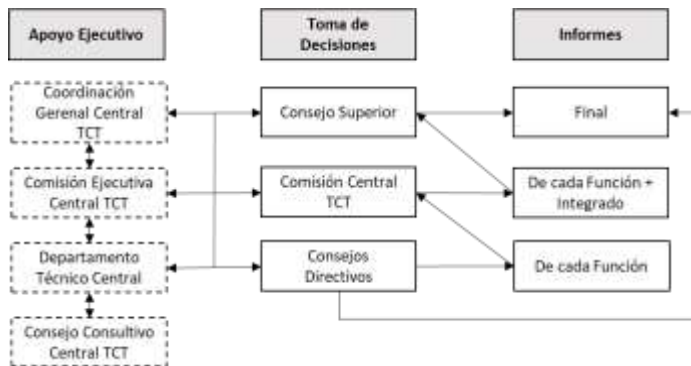 Apoyo Ejecutivo
Toma de
Decisiones
Informes
Coordinación
Gerenal Central
TCT
Consejo Superior
Final
Comisión Ejecutiva
Central TCT
Comisión Central
TCT
De cada Función +
Integrado
Departamento
Técnico Central
Consejos
Directivos
De cada Función
Consejo Consultivo
Central TCT